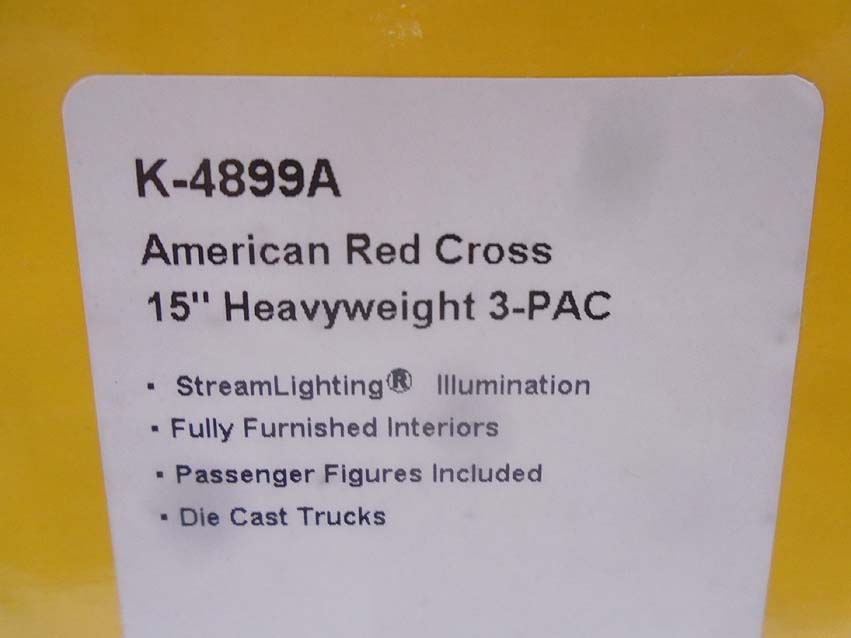 K-4899A
American Red Cross
15" Heavyweight 3-PAC
· StreamLighting® Illumination
· Fully Furnished Interiors
· Passenger Figures Included
· Die Cast Trucks